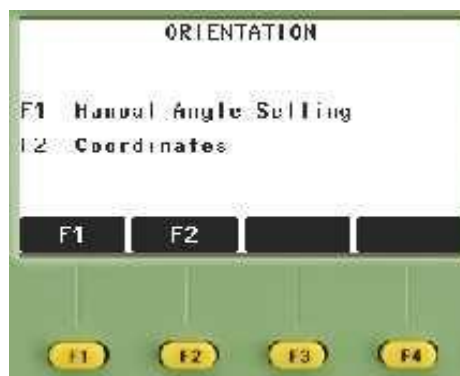 ORIENTATION
F1 Manual Angle Setting
F2 Coordinates
F1 F2
F1 F2 F3 F4